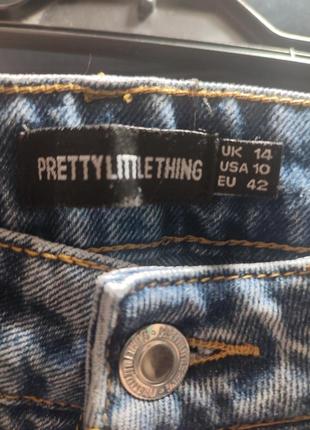 PRETTYLITTLETHING
UK 14
USA 10
EU 42